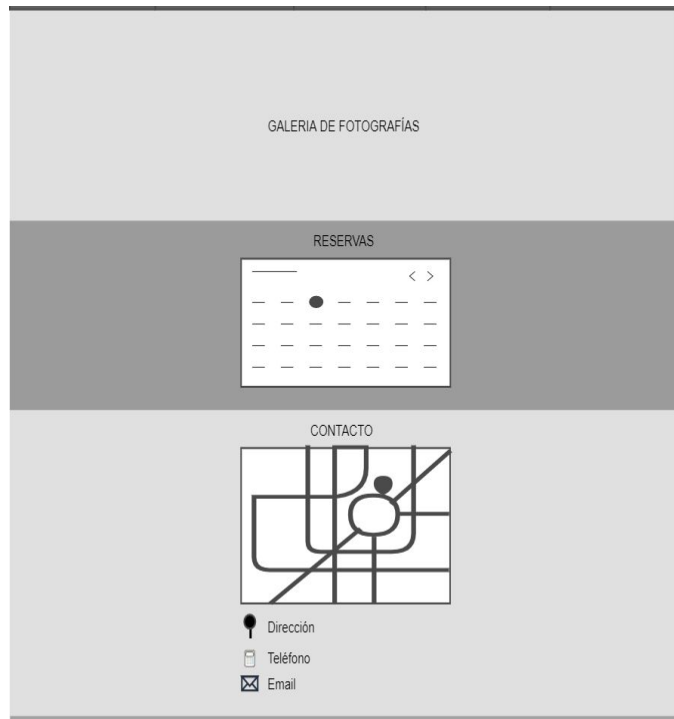 GALERIA DE FOTOGRAFÍAS
RESERVAS
CONTACTO
Dirección
Teléfono
Email